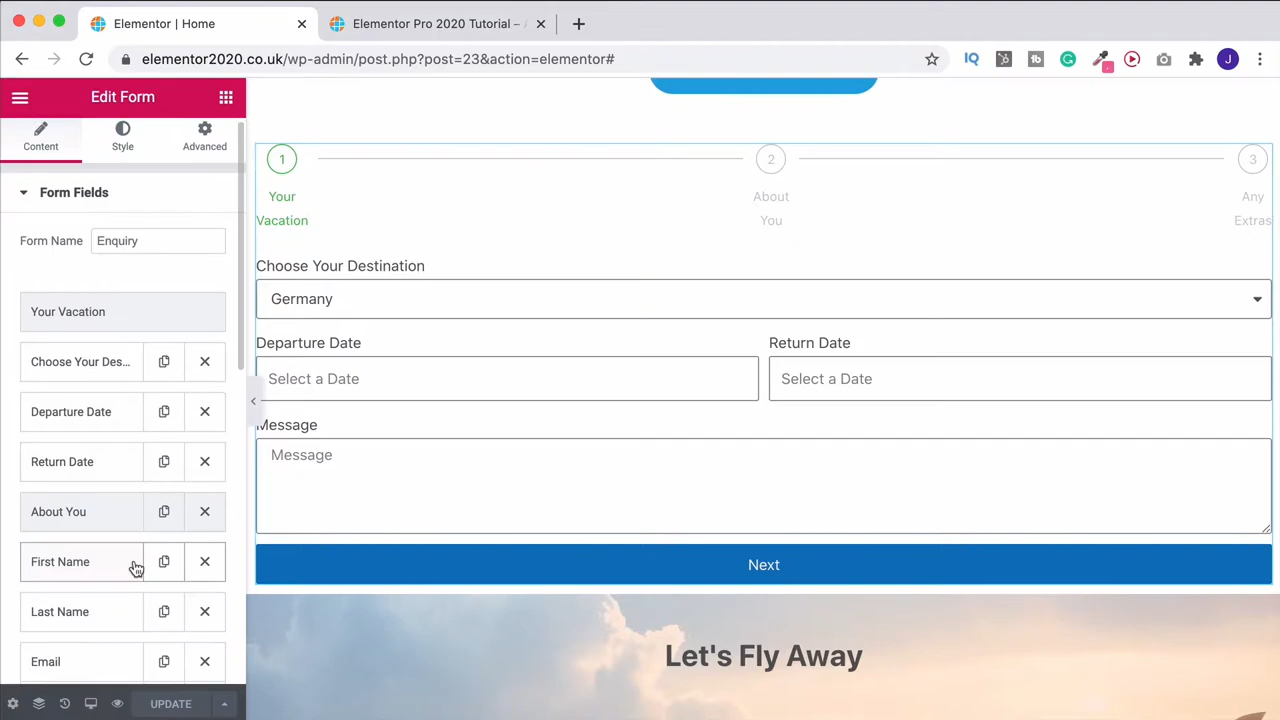 Elementor | Home
Elementor Pro 2020 Tutorial –
elementor2020.co.uk/wp-admin/post.php?post=23&action=elementor#
IQ
tb
J
Edit Form
Content
Style
Advanced
Form Fields
Form Name
Enquiry
Your Vacation
Choose Your Des...
Departure Date
Return Date
About You
First Name
Last Name
Email
UPDATE
1
2
3
Your
Vacation
About
You
Any
Extras
Choose Your Destination
Germany
Departure Date
Return Date
Select a Date
Select a Date
Message
Message
Next
Let's Fly Away